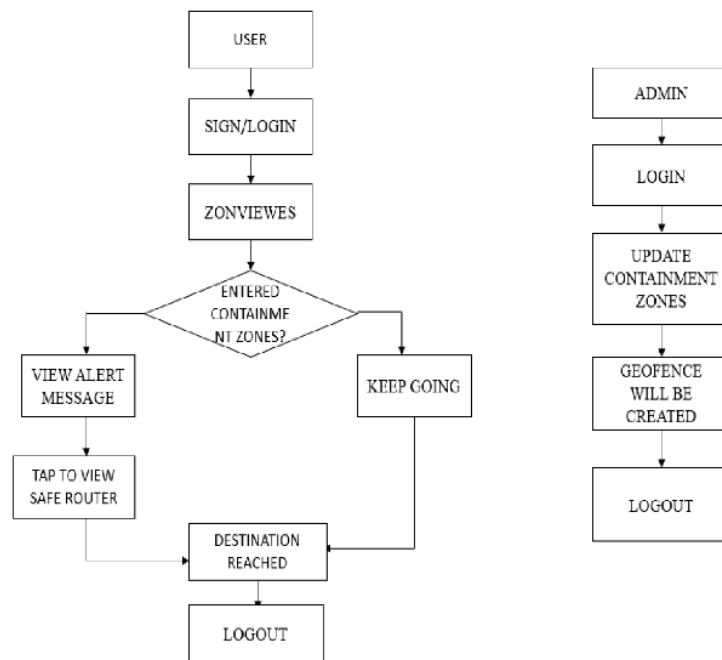 USER
SIGN/LOGIN
ZONVIEWES
ENTERED
CONTAINME
NT ZONES?
VIEW ALERT
MESSAGE
KEEP GOING
TAP TO VIEW
SAFE ROUTER
DESTINATION
REACHED
LOGOUT
ADMIN
LOGIN
UPDATE
CONTAINMENT
ZONES
GEOFENCE
WILL BE
CREATED
LOGOUT